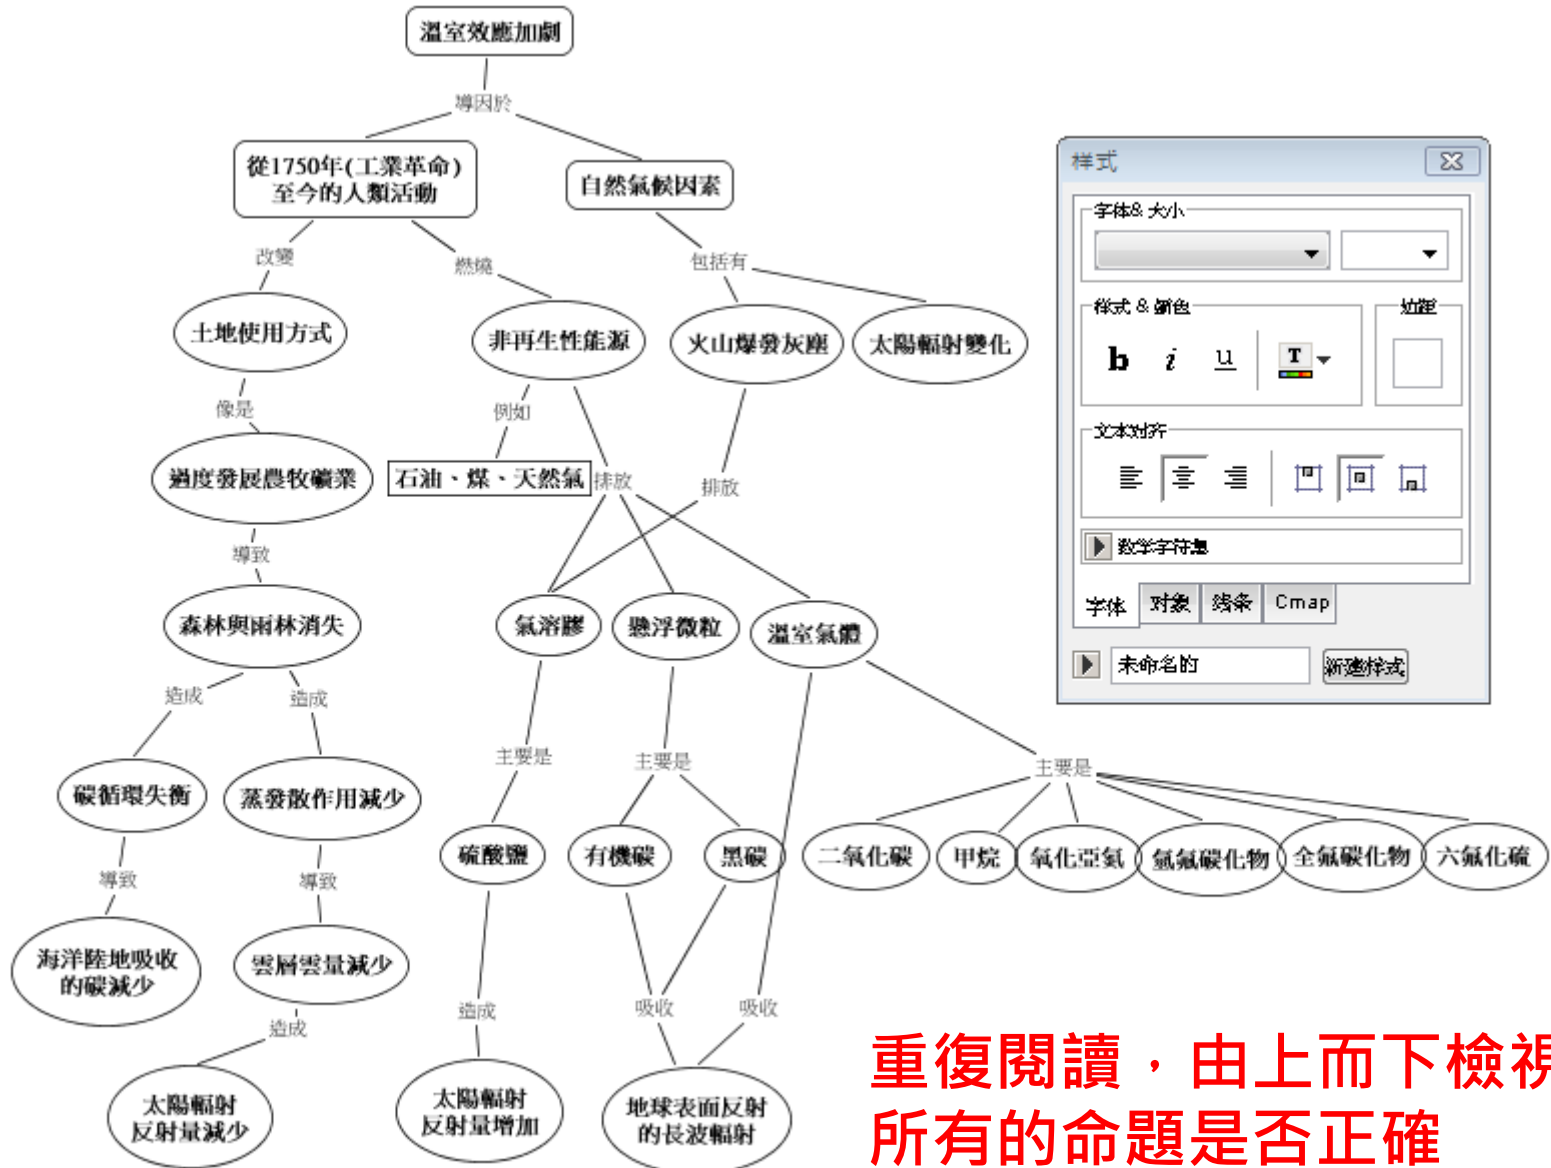 溫室效應加劇
導因於
從1750年(工業革命)
至今的人類活動
自然氣候因素
改變
燃燒
包括有
土地使用方式
非再生性能源
火山爆發灰塵
太陽輻射變化
像是
例如
過度發展農牧礦業
石油、煤、天然氣
排放
排放
導致
森林與雨林消失
氣溶膠
懸浮微粒
溫室氣體
造成
造成
主要是
主要是
主要是
碳循環失衡
蒸發散作用減少
硫酸鹽
有機碳
黑碳
二氧化碳
甲烷
氧化亞氮
氫氟碳化物
全氟碳化物
六氟化硫
導致
導致
海洋陸地吸收
的碳減少
雲層雲量減少
造成
吸收
吸收
造成
太陽輻射
反射量減少
太陽輻射
反射量增加
地球表面反射
的長波輻射
样式
字体& 大小
样式 & 颜色
边距
b i u T
文本对齐
数学字符集
字体 对象 线条 Cmap
未命名的
新建样式
重復閱讀，由上而下檢視
所有的命題是否正確